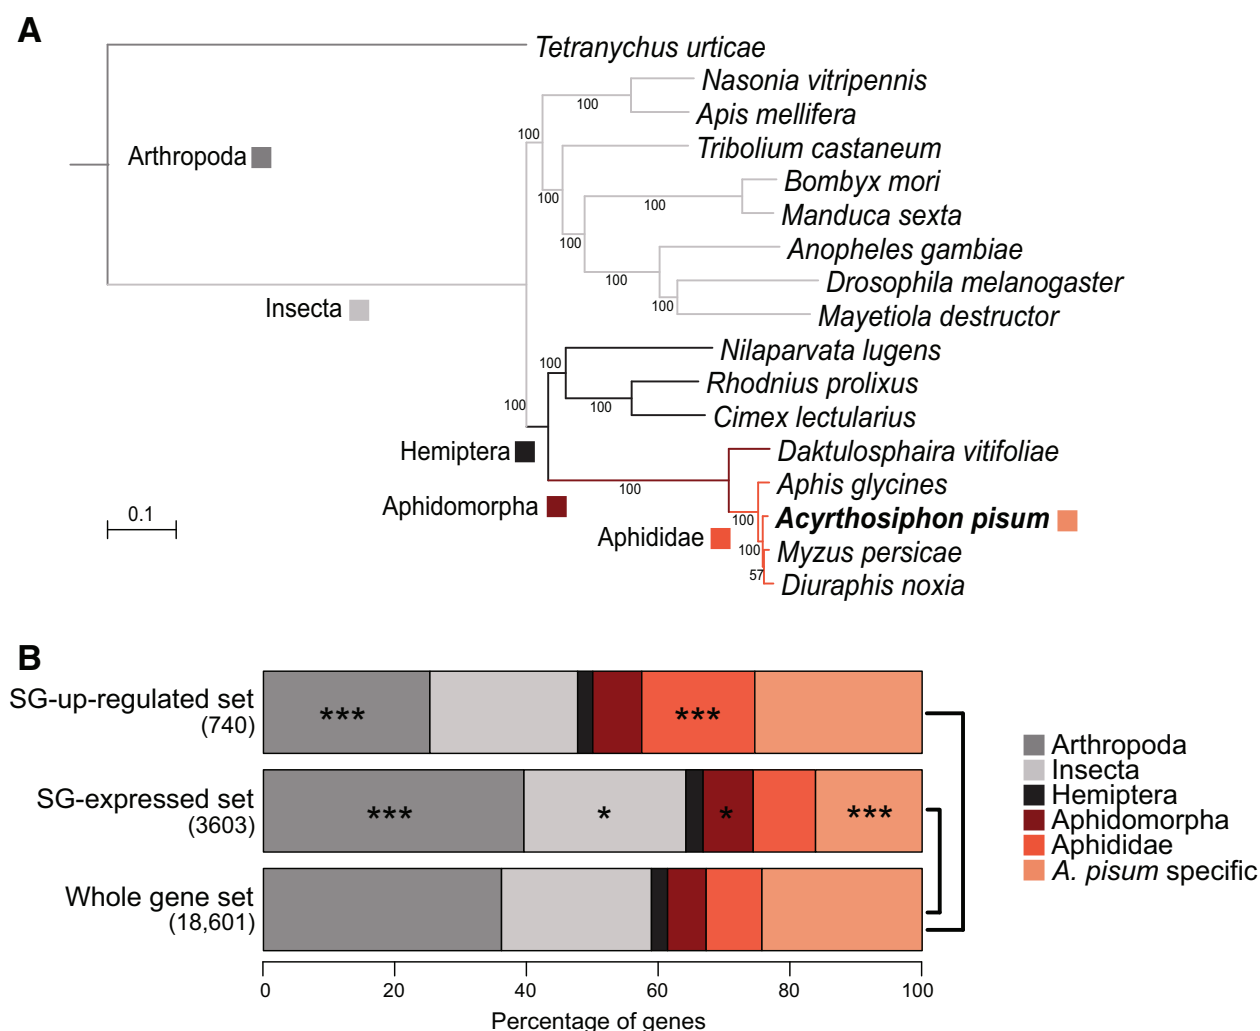 A
Tetranychus urticae
Nasonia vitripennis
100
Apis mellifera
100
Tribolium castaneum
Arthropoda
Bombyx mori
100
100
Manduca sexta
100
Anopheles gambiae
100
Drosophila melanogaster
100
Insecta
Mayetiola destructor
Nilaparvata lugens
100
Rhodnius prolixus
100
100
Cimex lectularius
Hemiptera
Daktulosphaira vitifoliae
100
Aphis glycines
Aphidomorpha
0.1
100
Acyrthosiphon pisum
Aphididae
100
Myzus persicae
57
Diuraphis noxia
B
SG-up-regulated set
(740)
***
***
SG-expressed set
(3603)
***
*
*
***
Whole gene set
(18,601)
Arthropoda
Insecta
Hemiptera
Aphidomorpha
Aphididae
A. pisum specific
0 20 40 60 80 100
Percentage of genes